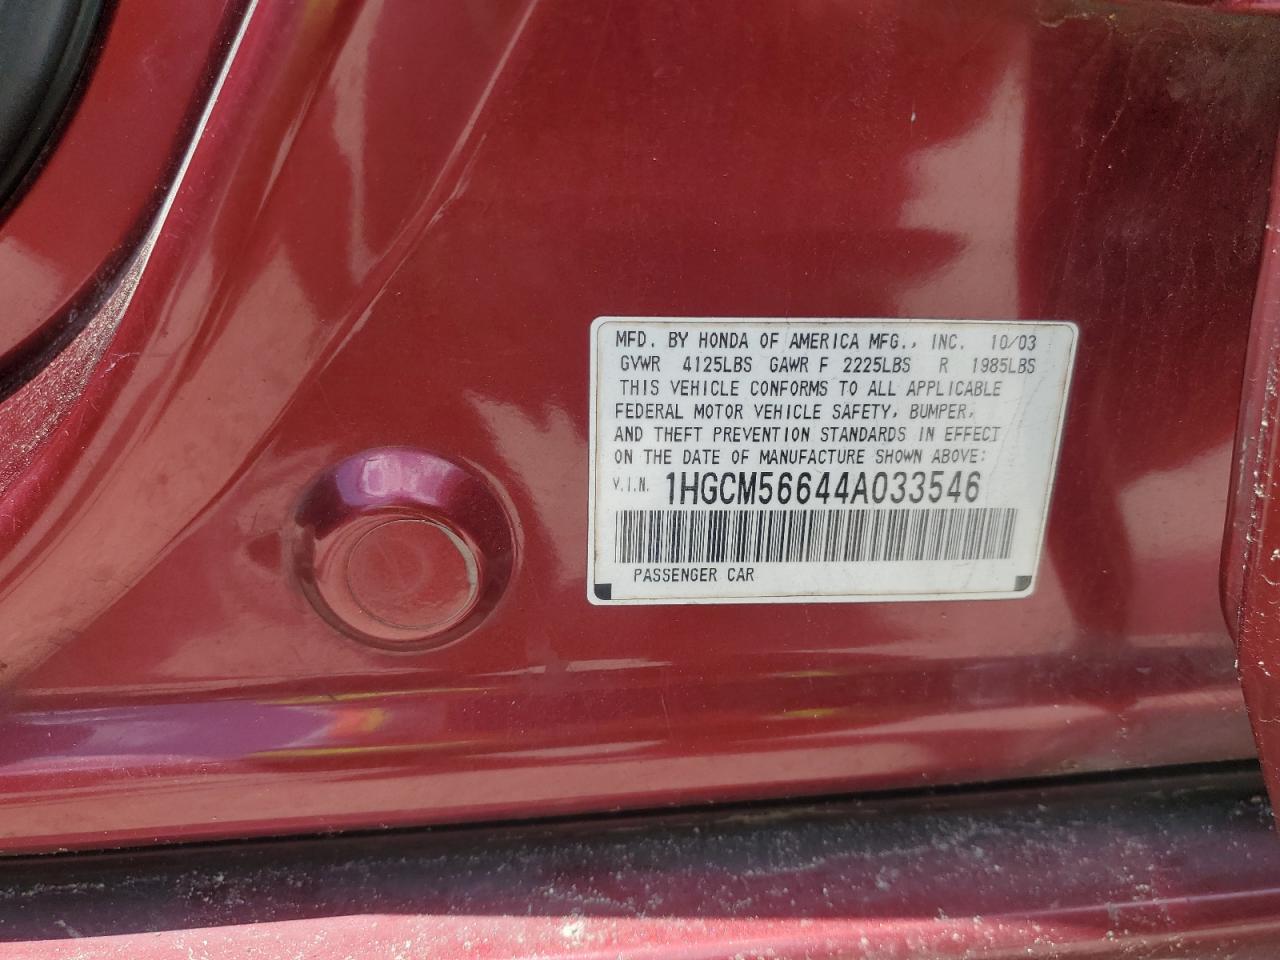 MFD. BY HONDA OF AMERICA MFG., INC. 10/03
GVWR 4125LBS GAWR F 2225LBS R 1985LBS
THIS VEHICLE CONFORMS TO ALL APPLICABLE
FEDERAL MOTOR VEHICLE SAFETY, BUMPER,
AND THEFT PREVENTION STANDARDS IN EFFECT
ON THE DATE OF MANUFACTURE SHOWN ABOVE:
V.I.N. 1HGCM56644A033546
PASSENGER CAR